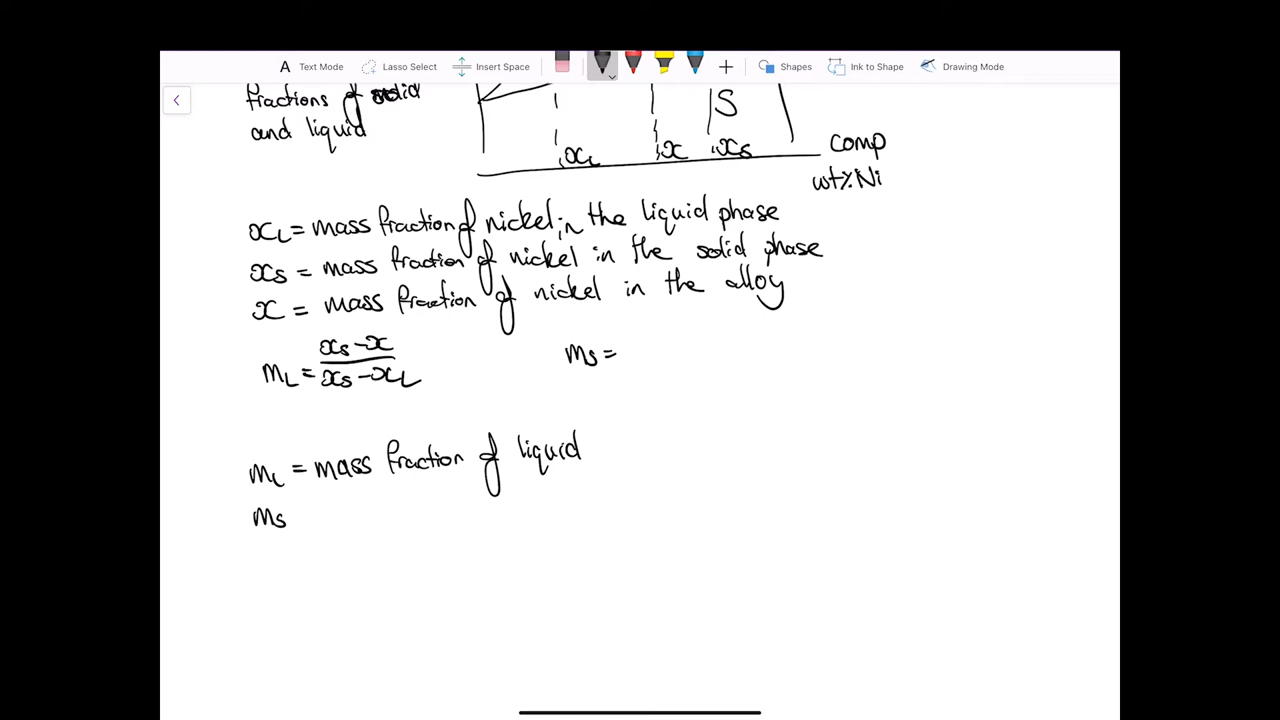 A Text Mode Lasso Select Insert Space Shapes Ink to Shape Drawing Mode
fractions of solid
and liquid
S
xL x xs
comp
wt% Ni
xL = mass fraction of nickel in the liquid phase
xs = mass fraction of nickel in the solid phase
x = mass fraction of nickel in the alloy
mL = xs - x / xs - xL ms =
mL = mass fraction of liquid
ms